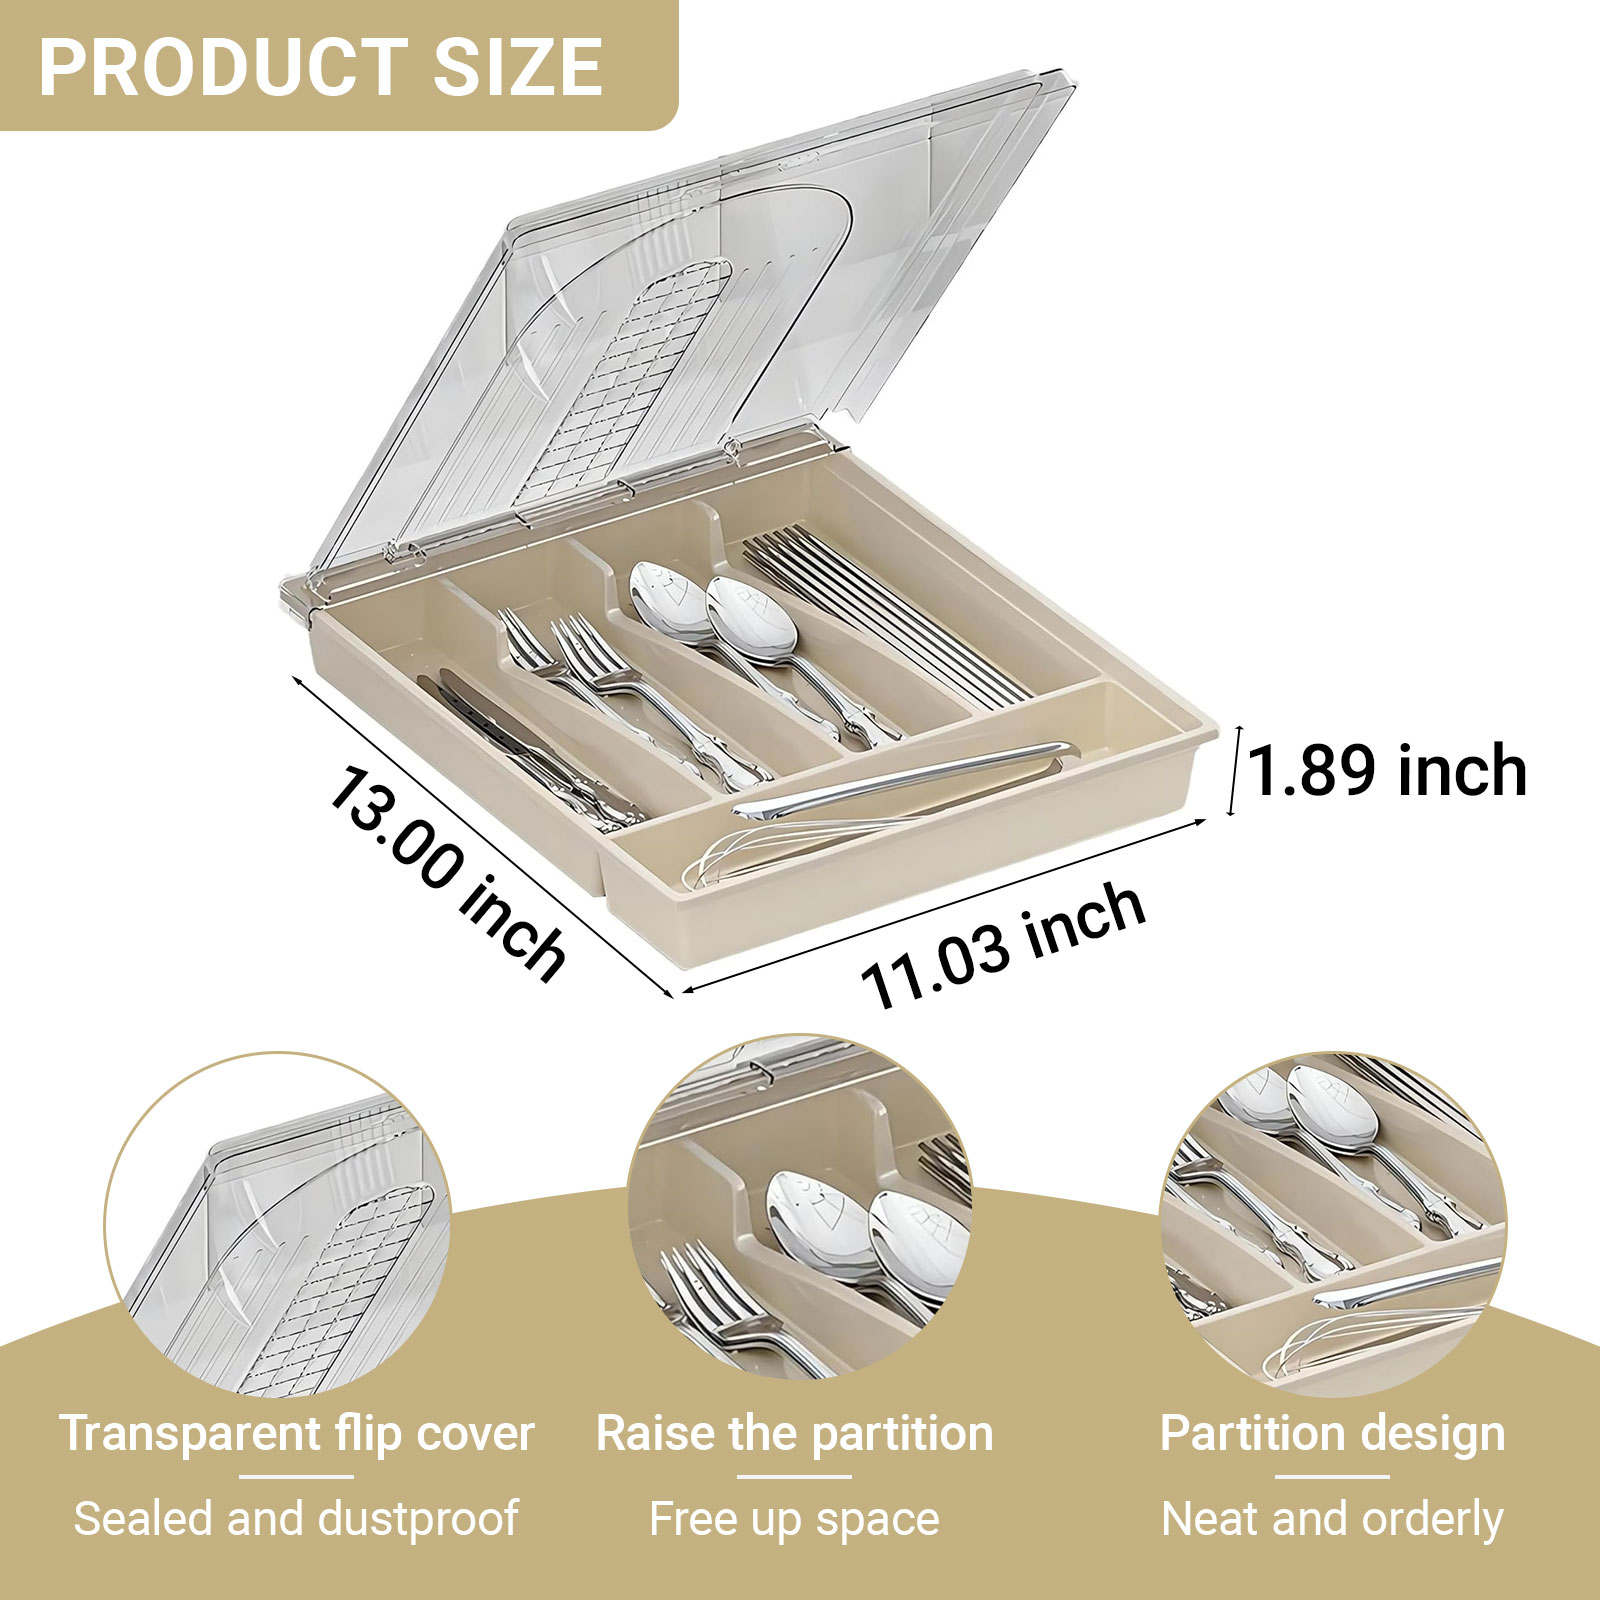 PRODUCT SIZE
1.89 inch
13.00 inch
11.03 inch
Transparent flip cover
Sealed and dustproof
Raise the partition
Free up space
Partition design
Neat and orderly